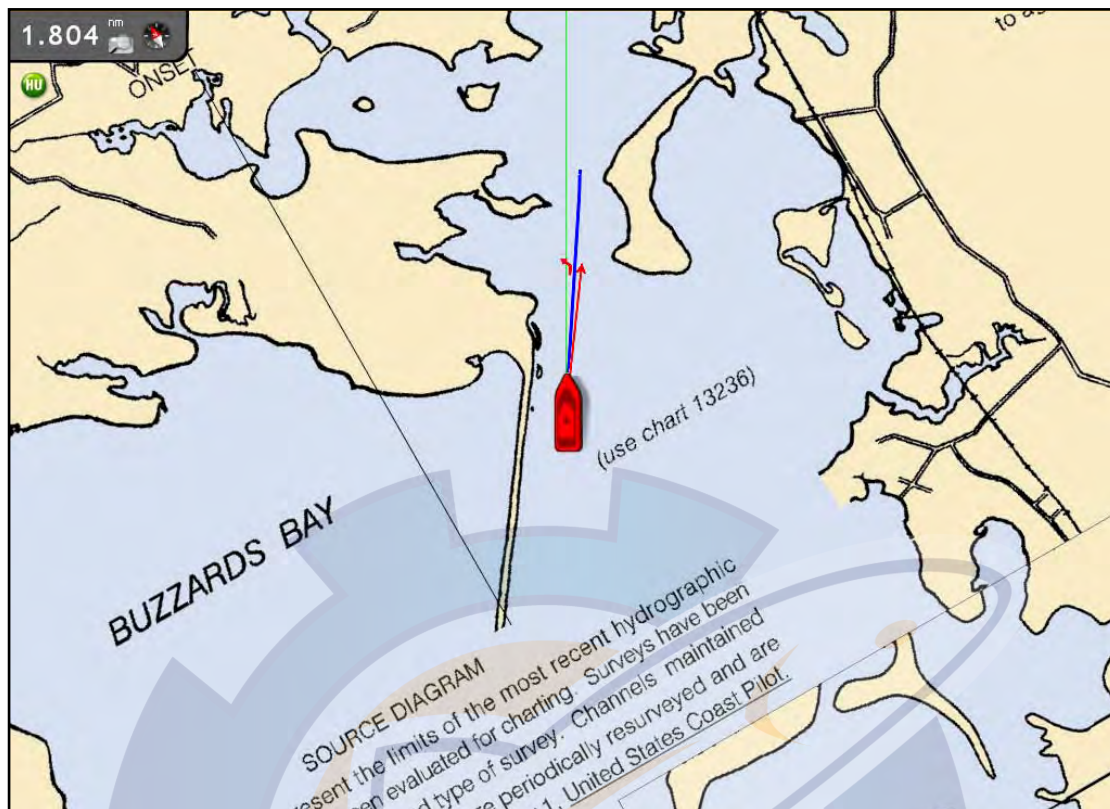 1.804 nm
HU
ONSET
to ag
(use chart 13236)
BUZZARDS BAY
SOURCE DIAGRAM
resent the limits of the most recent hydrographic
en evaluated for charting. Surveys have been
d type of survey. Channels maintained
re periodically resurveyed and are
1, United States Coast Pilot.